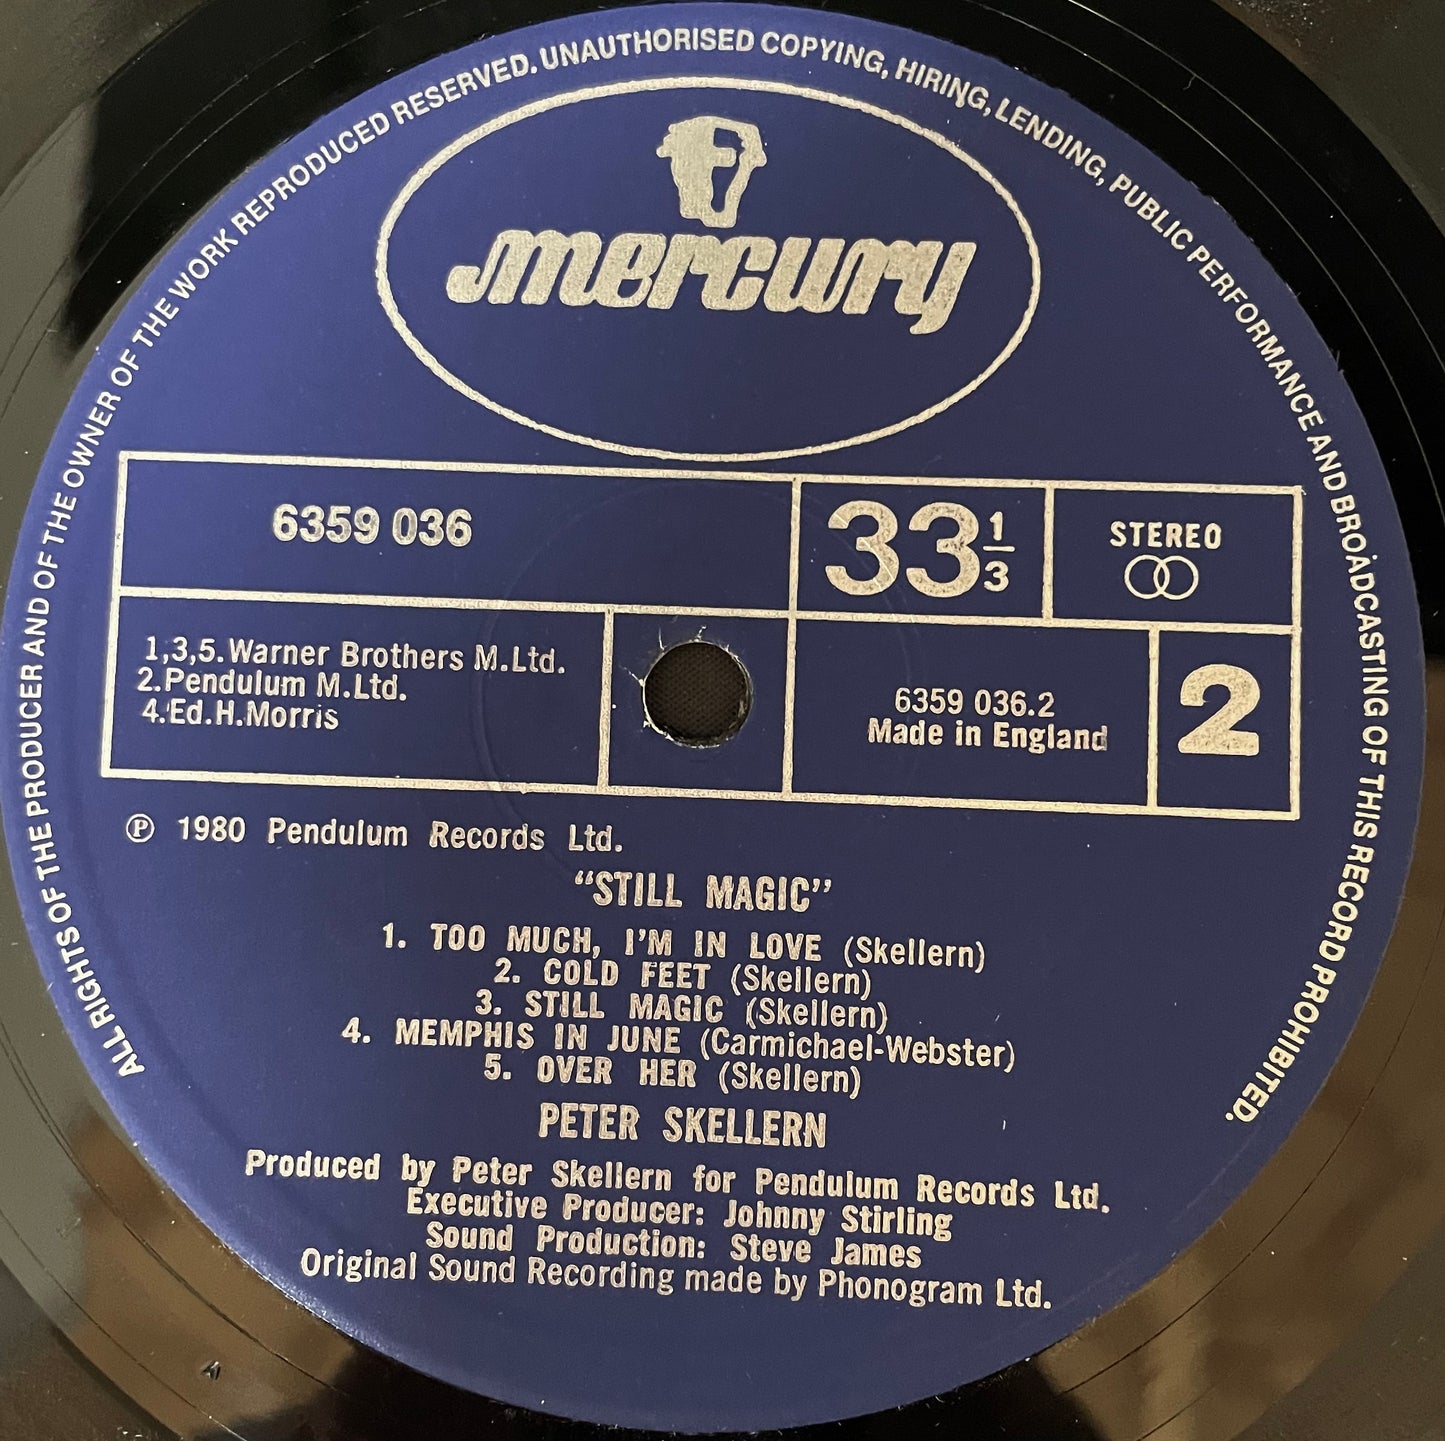 ALL RIGHTS OF THE PRODUCER AND OF THE OWNER OF THE WORK REPRODUCED RESERVED. UNAUTHORISED COPYING, HIRING, LENDING, PUBLIC PERFORMANCE AND BROADCASTING OF THIS RECORD PROHIBITED.
mercury
6359 036
33 1/3
STEREO
1,3,5.Warner Brothers M.Ltd.
2.Pendulum M.Ltd.
4.Ed.H.Morris
6359 036.2
Made in England
2
Ⓟ 1980 Pendulum Records Ltd.
“STILL MAGIC”
1. TOO MUCH, I'M IN LOVE (Skellern)
2. COLD FEET (Skellern)
3. STILL MAGIC (Skellern)
4. MEMPHIS IN JUNE (Carmichael-Webster)
5. OVER HER (Skellern)
PETER SKELLERN
Produced by Peter Skellern for Pendulum Records Ltd.
Executive Producer: Johnny Stirling
Sound Production: Steve James
Original Sound Recording made by Phonogram Ltd.